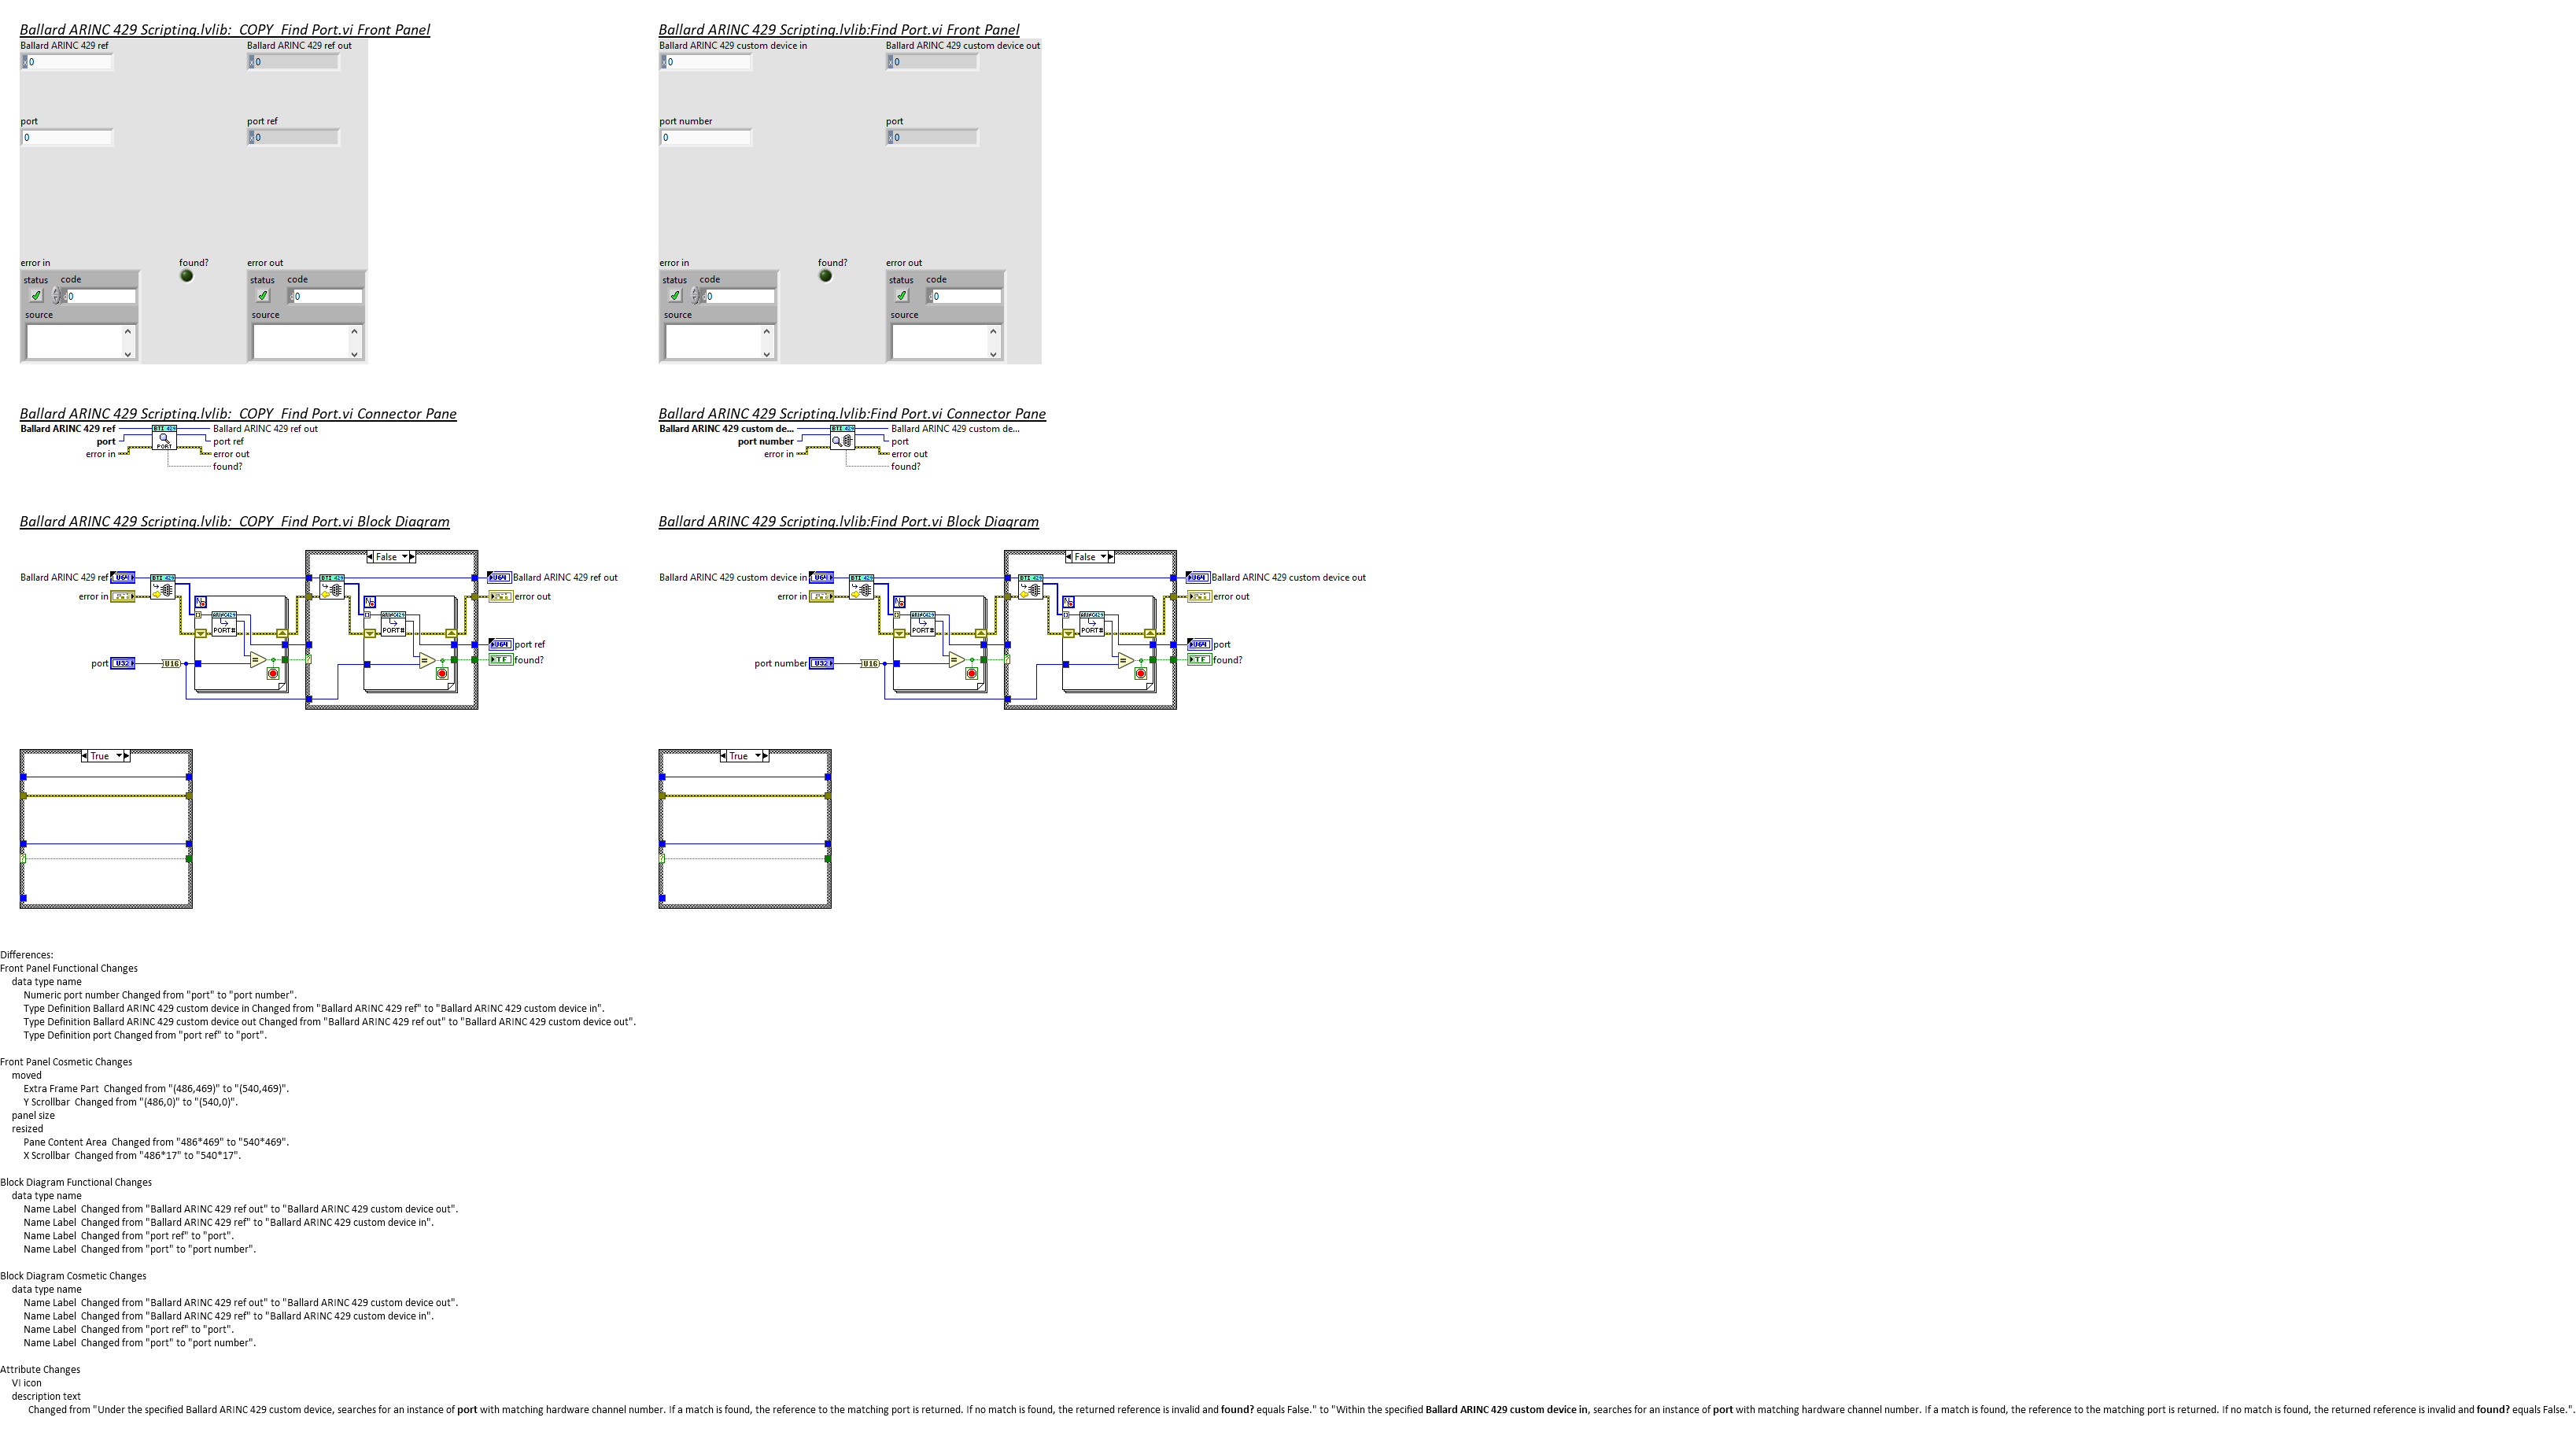 Ballard ARINC 429 Scripting.lvlib:_COPY_Find Port.vi Front Panel
Ballard ARINC 429 ref
Ballard ARINC 429 ref out
0
0
port
port ref
0
0
error in
found?
error out
status code
status code
0
0
source
source
Ballard ARINC 429 Scripting.lvlib:Find Port.vi Front Panel
Ballard ARINC 429 custom device in
Ballard ARINC 429 custom device out
0
0
port number
port
0
0
error in
found?
error out
status code
status code
0
0
source
source
Ballard ARINC 429 Scripting.lvlib:_COPY_Find Port.vi Connector Pane
Ballard ARINC 429 ref
Ballard ARINC 429 ref out
port
port ref
error in
error out
found?
PORT
Ballard ARINC 429 Scripting.lvlib:Find Port.vi Connector Pane
Ballard ARINC 429 custom de...
Ballard ARINC 429 custom de...
port number
port
error in
error out
found?
Ballard ARINC 429 Scripting.lvlib:_COPY_Find Port.vi Block Diagram
False
Ballard ARINC 429 ref
U64
U64
Ballard ARINC 429 ref out
error in
error out
PORT#
PORT#
U64
port ref
port
U32
U16
TF
found?
True
Ballard ARINC 429 Scripting.lvlib:Find Port.vi Block Diagram
False
Ballard ARINC 429 custom device in
U64
U64
Ballard ARINC 429 custom device out
error in
error out
PORT#
PORT#
U64
port
port number
U32
U16
TF
found?
True
Differences:
Front Panel Functional Changes
data type name
Numeric port number Changed from "port" to "port number".
Type Definition Ballard ARINC 429 custom device in Changed from "Ballard ARINC 429 ref" to "Ballard ARINC 429 custom device in".
Type Definition Ballard ARINC 429 custom device out Changed from "Ballard ARINC 429 ref out" to "Ballard ARINC 429 custom device out".
Type Definition port Changed from "port ref" to "port".
Front Panel Cosmetic Changes
moved
Extra Frame Part Changed from "(486,469)" to "(540,469)".
Y Scrollbar Changed from "(486,0)" to "(540,0)".
panel size
resized
Pane Content Area Changed from "486*469" to "540*469".
X Scrollbar Changed from "486*17" to "540*17".
Block Diagram Functional Changes
data type name
Name Label Changed from "Ballard ARINC 429 ref out" to "Ballard ARINC 429 custom device out".
Name Label Changed from "Ballard ARINC 429 ref" to "Ballard ARINC 429 custom device in".
Name Label Changed from "port ref" to "port".
Name Label Changed from "port" to "port number".
Block Diagram Cosmetic Changes
data type name
Name Label Changed from "Ballard ARINC 429 ref out" to "Ballard ARINC 429 custom device out".
Name Label Changed from "Ballard ARINC 429 ref" to "Ballard ARINC 429 custom device in".
Name Label Changed from "port ref" to "port".
Name Label Changed from "port" to "port number".
Attribute Changes
VI icon
description text
Changed from "Under the specified Ballard ARINC 429 custom device, searches for an instance of port with matching hardware channel number. If a match is found, the reference to the matching port is returned. If no match is found, the returned reference is invalid and found? equals False." to "Within the specified Ballard ARINC 429 custom device in, searches for an instance of port with matching hardware channel number. If a match is found, the reference to the matching port is returned. If no match is found, the returned reference is invalid and found? equals False.".